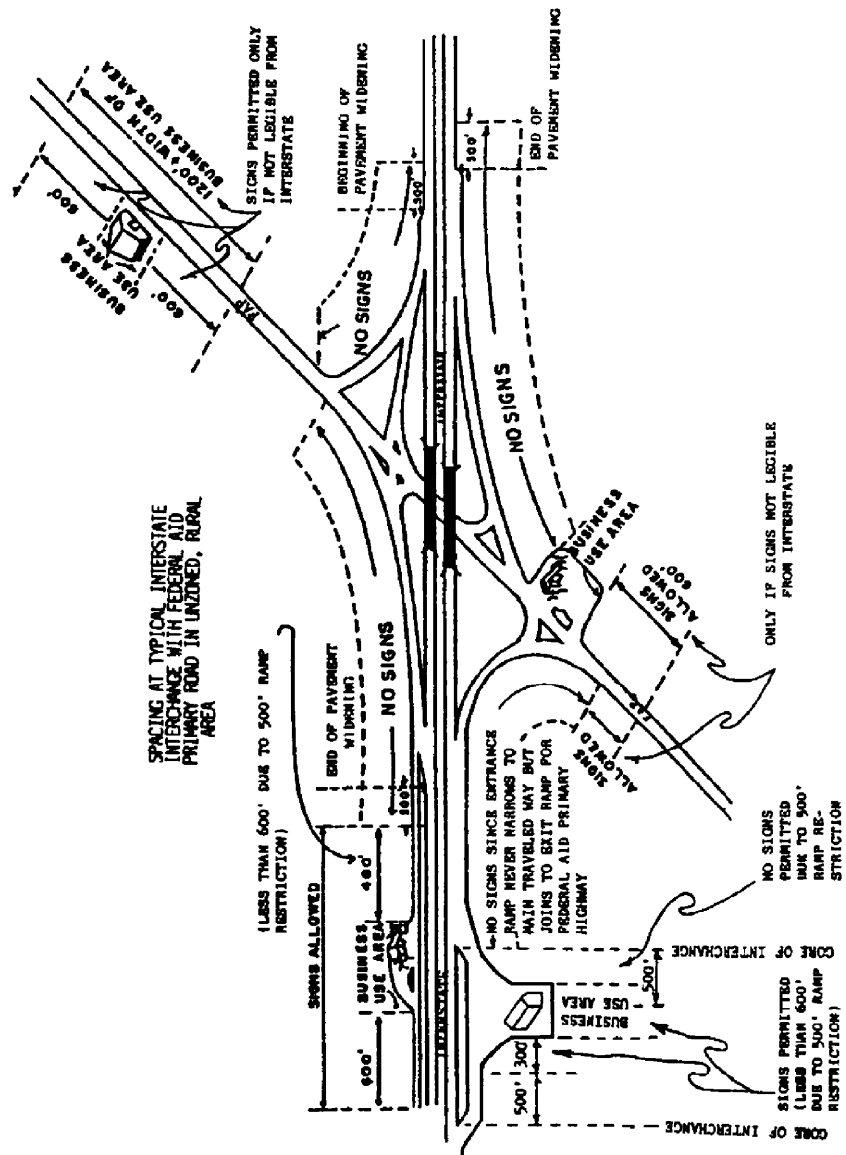 SPACING AT TYPICAL INTERSTATE
INTERCHANGE WITH FEDERAL AID
PRIMARY ROAD IN UNZONED, RURAL
AREA
600'
BUSINESS
USE AREA
600'
1200' + WIDTH OF
BUSINESS USE AREA
SIGNS PERMITTED ONLY
IF NOT LEGIBLE FROM
INTERSTATE
FAP
BEGINNING OF
PAVEMENT WIDENING
500'
NO SIGNS
500'
END OF
PAVEMENT WIDENING
INTERSTATE
NO SIGNS
(LESS THAN 600' DUE TO 500' RAMP
RESTRICTION)
END OF PAVEMENT
WIDENING
NO SIGNS
500'
SIGNS ALLOWED
600'
BUSINESS
USE AREA
480'
INTERSTATE
BUSINESS
USE AREA
SIGNS
ALLOWED
600'
SIGNS
ALLOWED
ONLY IF SIGNS NOT LEGIBLE
FROM INTERSTATE
NO SIGNS SINCE ENTRANCE
RAMP NEVER NARROWS TO
MAIN TRAVELED WAY BUT
JOINS TO EXIT RAMP FOR
FEDERAL AID PRIMARY
HIGHWAY
NO SIGNS
PERMITTED
DUE TO 500'
RAMP RE-
STRICTION
GORE OF INTERCHANGE
500'
BUSINESS
USE AREA
300'
500'
GORE OF INTERCHANGE
SIGNS PERMITTED
(LESS THAN 600'
DUE TO 500' RAMP
RESTRICTION)